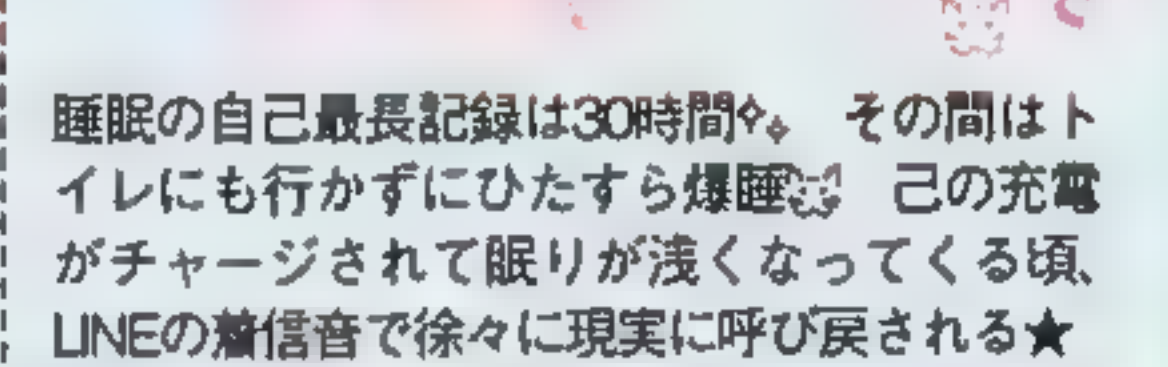 睡眠の自己最長記録は30時間✧˖ その間はト
イレにも行かずにひたすら爆睡 己の充電
がチャージされて眠りが浅くなってくる頃、
LINEの着信音で徐々に現実に呼び戻される★